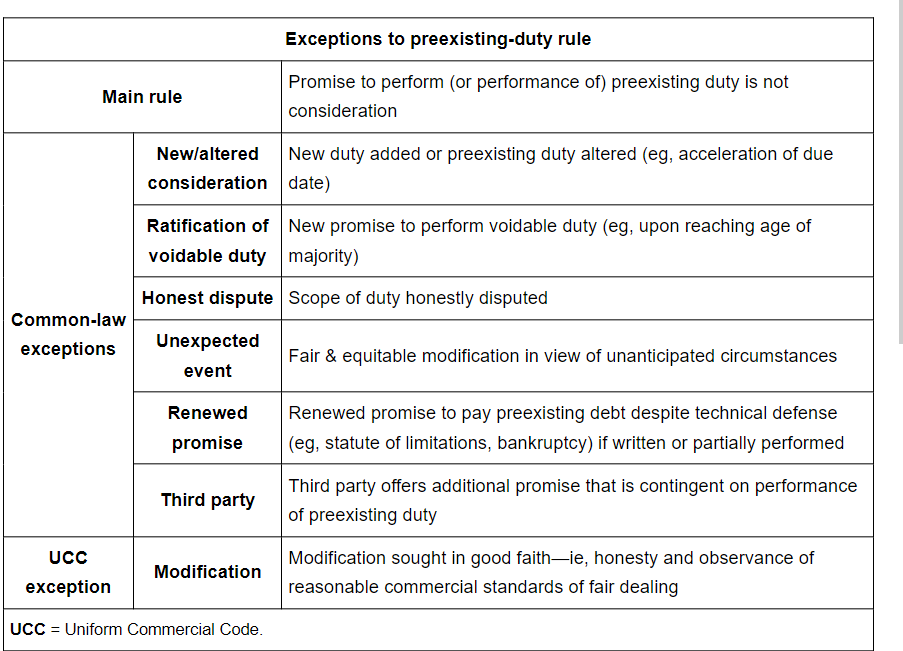 Exceptions to preexisting-duty rule
Main rule
Promise to perform (or performance of) preexisting duty is not
consideration
Common-law
exceptions
New/altered
consideration
New duty added or preexisting duty altered (eg, acceleration of due
date)
Ratification of
voidable duty
New promise to perform voidable duty (eg, upon reaching age of
majority)
Honest dispute
Scope of duty honestly disputed
Unexpected
event
Fair & equitable modification in view of unanticipated circumstances
Renewed
promise
Renewed promise to pay preexisting debt despite technical defense
(eg, statute of limitations, bankruptcy) if written or partially performed
Third party
Third party offers additional promise that is contingent on performance
of preexisting duty
UCC
exception
Modification
Modification sought in good faith—ie, honesty and observance of
reasonable commercial standards of fair dealing
UCC = Uniform Commercial Code.